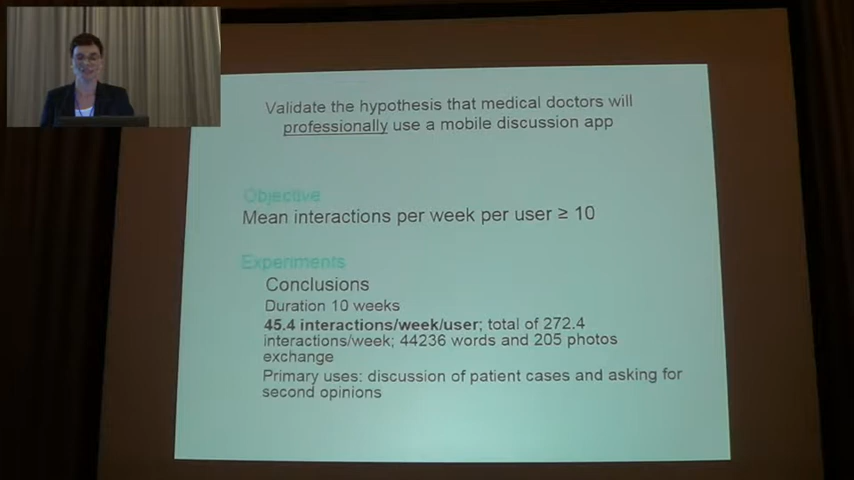 Validate the hypothesis that medical doctors will
professionally use a mobile discussion app
Objective
Mean interactions per week per user ≥ 10
Experiments
Conclusions
Duration 10 weeks
45.4 interactions/week/user; total of 272.4
interactions/week; 44236 words and 205 photos
exchange
Primary uses: discussion of patient cases and asking for
second opinions